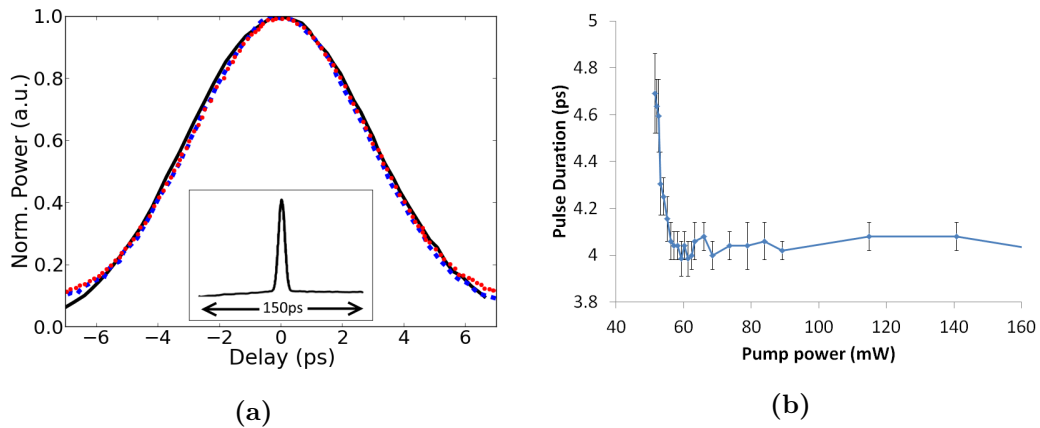 1.0
0.8
0.6
0.4
0.2
0.0
Norm. Power (a.u.)
150ps
−6 −4 −2 0 2 4 6
Delay (ps)
(a)
5
4.8
4.6
4.4
4.2
4
3.8
Pulse Duration (ps)
40 60 80 100 120 140 160
Pump power (mW)
(b)